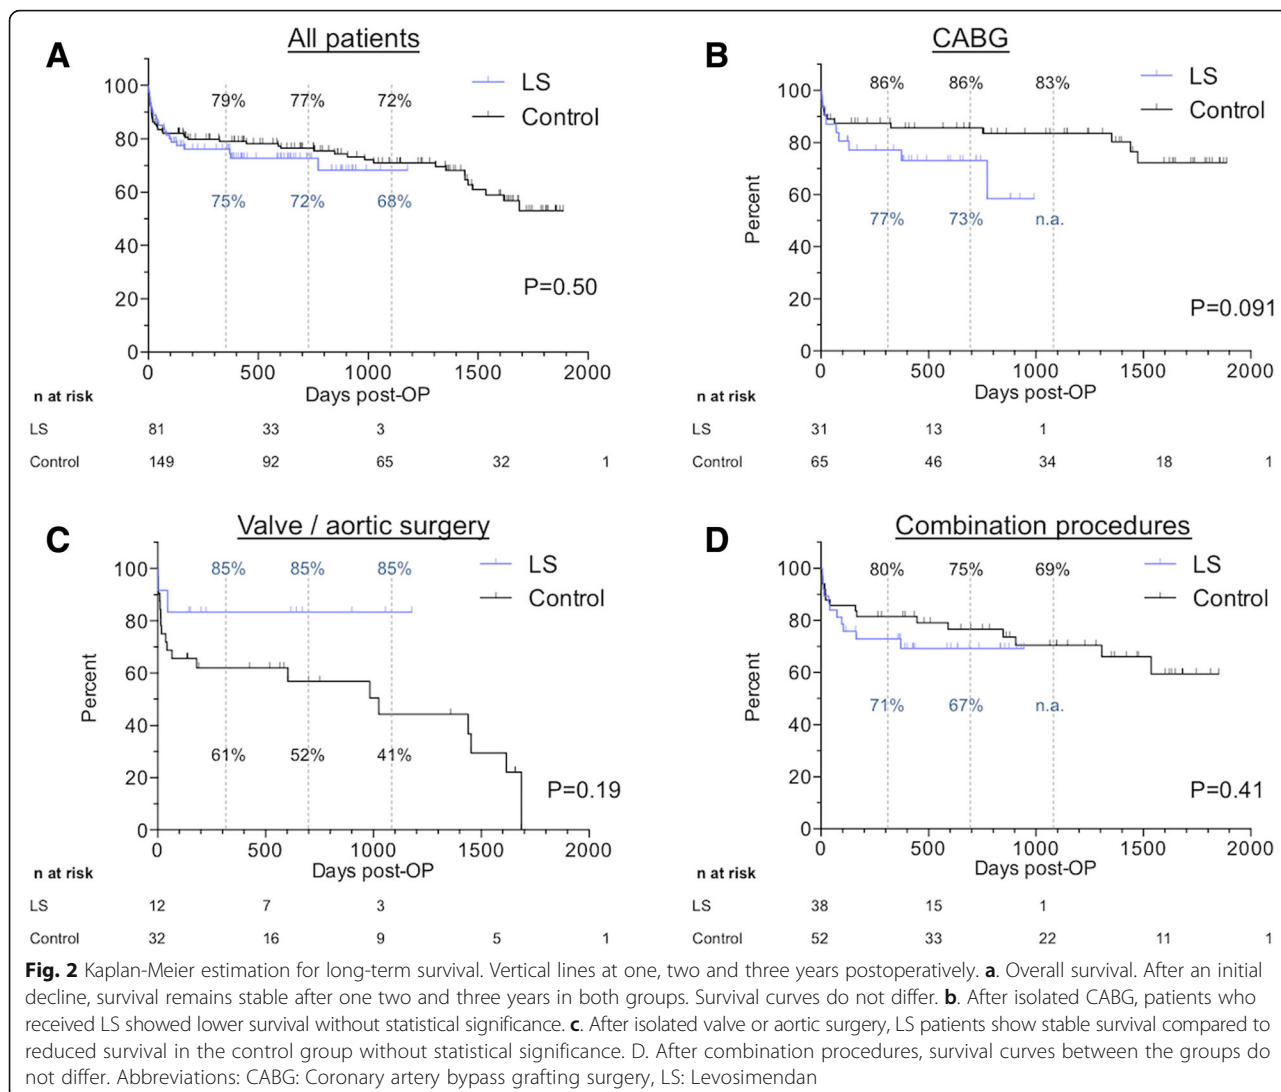 A
All patients
100
80
60
40
20
0
79% 77% 72%
75% 72% 68%
LS
Control
P=0.50
0 500 1000 1500 2000
Days post-OP
n at risk
LS 81 33 3
Control 149 92 65 32 1
B
CABG
Percent
100
80
60
40
20
0
86% 86% 83%
77% 73% n.a.
LS
Control
P=0.091
0 500 1000 1500 2000
Days post-OP
n at risk
LS 31 13 1
Control 65 46 34 18 1
C
Valve / aortic surgery
Percent
100
80
60
40
20
0
85% 85% 85%
61% 52% 41%
LS
Control
P=0.19
0 500 1000 1500 2000
Days post-OP
n at risk
LS 12 7 3
Control 32 16 9 5 1
D
Combination procedures
Percent
100
80
60
40
20
0
80% 75% 69%
71% 67% n.a.
LS
Control
P=0.41
0 500 1000 1500 2000
Days post-OP
n at risk
LS 38 15 1
Control 52 33 22 11 1
Fig. 2 Kaplan-Meier estimation for long-term survival. Vertical lines at one, two and three years postoperatively. a. Overall survival. After an initial
decline, survival remains stable after one two and three years in both groups. Survival curves do not differ. b. After isolated CABG, patients who
received LS showed lower survival without statistical significance. c. After isolated valve or aortic surgery, LS patients show stable survival compared to
reduced survival in the control group without statistical significance. D. After combination procedures, survival curves between the groups do
not differ. Abbreviations: CABG: Coronary artery bypass grafting surgery, LS: Levosimendan